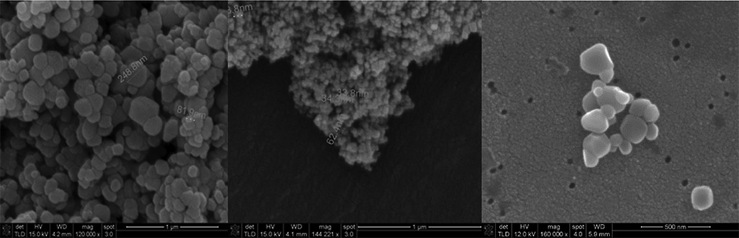 248.8nm
det HV WD mag spot
TLD 15.0 kV 4.2 mm 120 000 x 3.0
1 µm
det HV WD mag spot
TLD 15.0 kV 4.1 mm 144 221 x 3.0
1 µm
det HV WD mag spot
TLD 12.0 kV 5.9 mm 160 000 x 4.0
500 nm